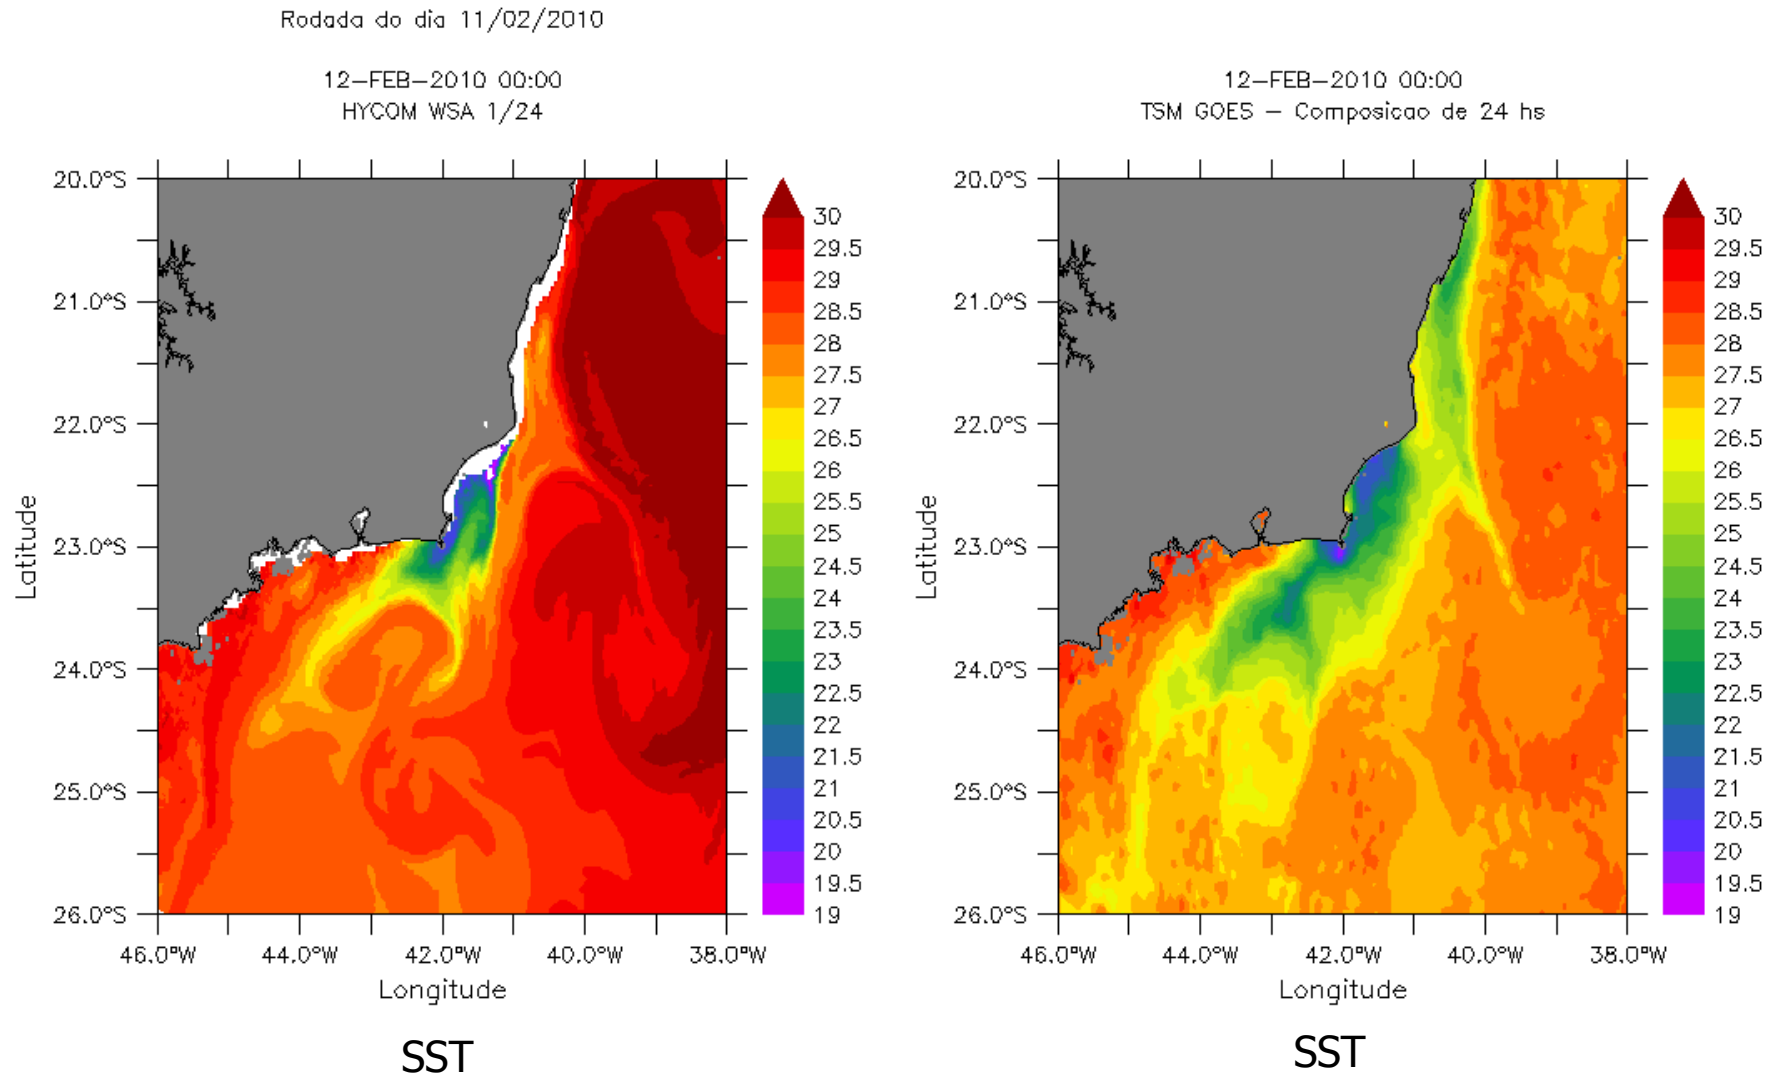 Rodada do dia 11/02/2010
12-FEB-2010 00:00
HYCOM WSA 1/24
20.0°S
21.0°S
22.0°S
23.0°S
24.0°S
25.0°S
26.0°S
Latitude
46.0°W 44.0°W 42.0°W 40.0°W 38.0°W
Longitude
30
29.5
29
28.5
28
27.5
27
26.5
26
25.5
25
24.5
24
23.5
23
22.5
22
21.5
21
20.5
20
19.5
19
SST
12-FEB-2010 00:00
TSM GOES - Composicao de 24 hs
20.0°S
21.0°S
22.0°S
23.0°S
24.0°S
25.0°S
26.0°S
Latitude
46.0°W 44.0°W 42.0°W 40.0°W 38.0°W
Longitude
30
29.5
29
28.5
28
27.5
27
26.5
26
25.5
25
24.5
24
23.5
23
22.5
22
21.5
21
20.5
20
19.5
19
SST